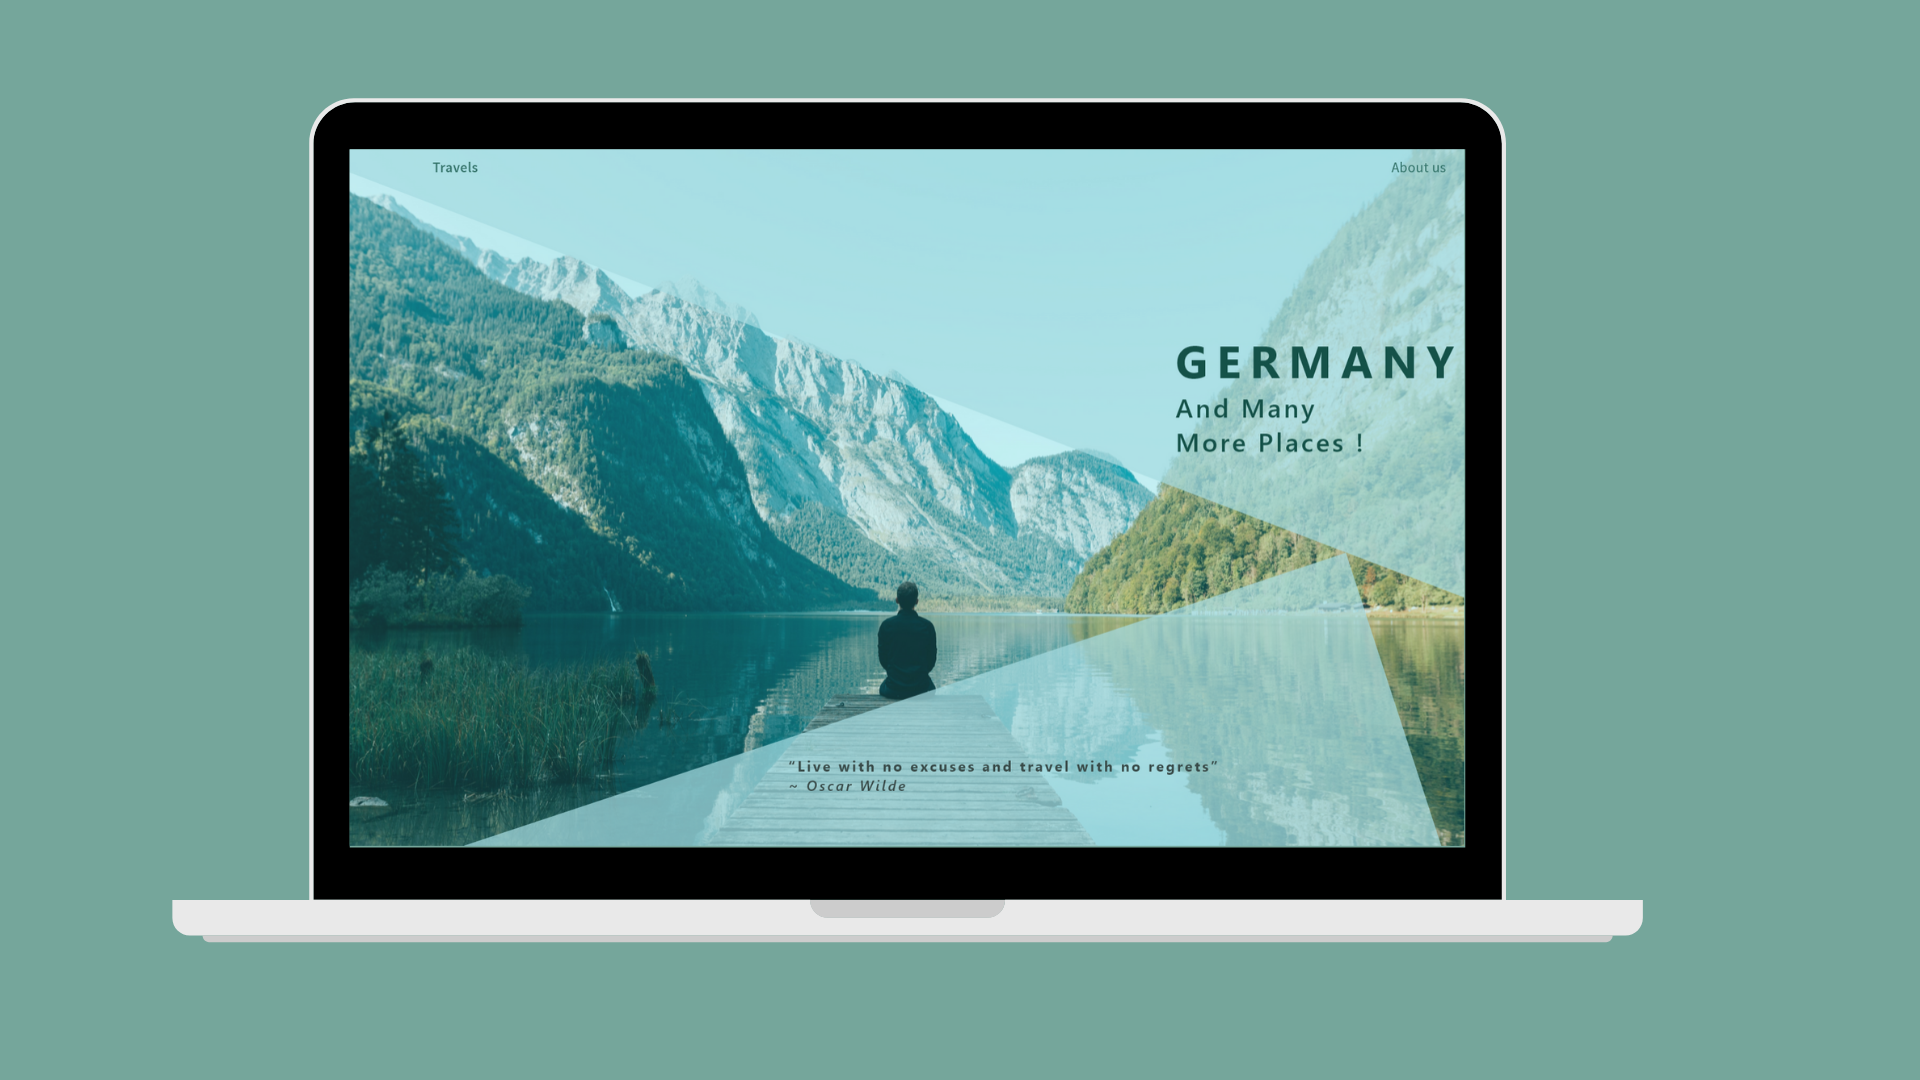 Travels
About us
GERMANY
And Many
More Places !
“Live with no excuses and travel with no regrets”
~ Oscar Wilde